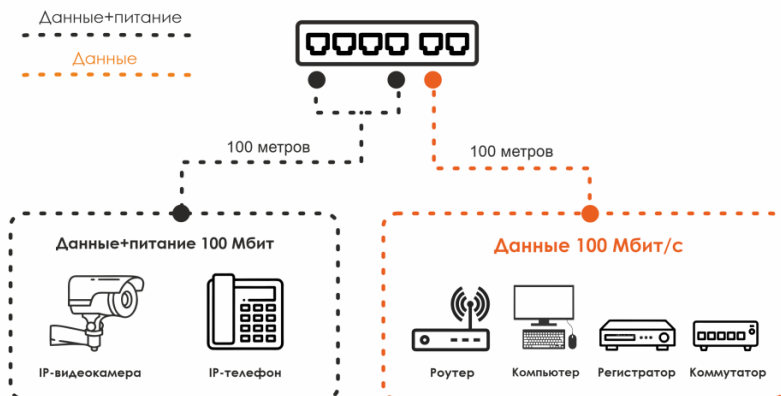 Данные+питание
Данные
100 метров
100 метров
Данные+питание 100 Мбит
Данные 100 Мбит/с
IP-видеокамера
IP-телефон
Роутер
Компьютер
Регистратор
Коммутатор